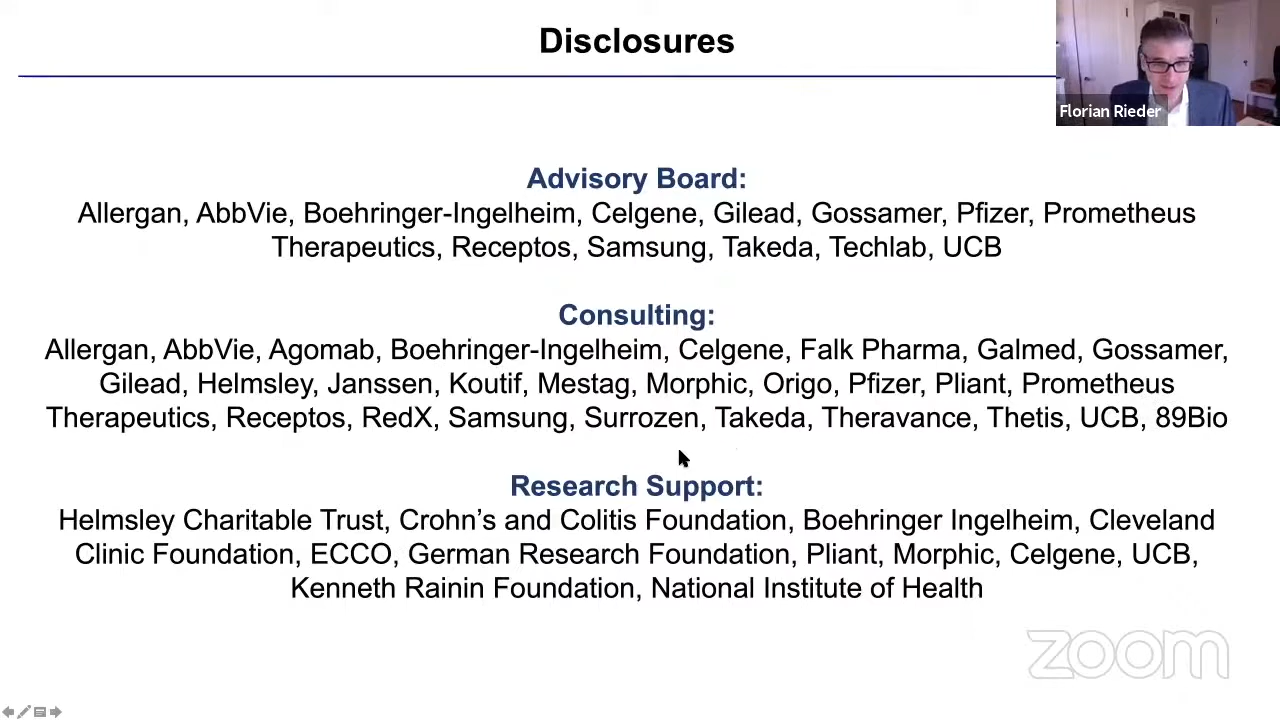 Disclosures
Florian Rieder
Advisory Board:
Allergan, AbbVie, Boehringer-Ingelheim, Celgene, Gilead, Gossamer, Pfizer, Prometheus
Therapeutics, Receptos, Samsung, Takeda, Techlab, UCB
Consulting:
Allergan, AbbVie, Agomab, Boehringer-Ingelheim, Celgene, Falk Pharma, Galmed, Gossamer,
Gilead, Helmsley, Janssen, Koutif, Mestag, Morphic, Origo, Pfizer, Pliant, Prometheus
Therapeutics, Receptos, RedX, Samsung, Surrozen, Takeda, Theravance, Thetis, UCB, 89Bio
Research Support:
Helmsley Charitable Trust, Crohn’s and Colitis Foundation, Boehringer Ingelheim, Cleveland
Clinic Foundation, ECCO, German Research Foundation, Pliant, Morphic, Celgene, UCB,
Kenneth Rainin Foundation, National Institute of Health
zoom